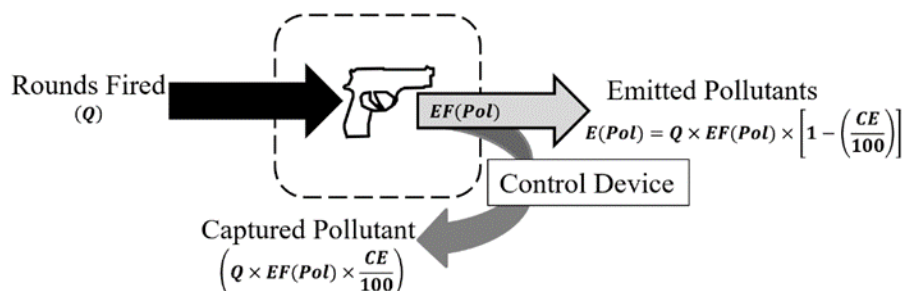 Rounds Fired
(Q)
EF(Pol)
Emitted Pollutants
E(Pol) = Q × EF(Pol) × [1 − (CE/100)]
Control Device
Captured Pollutant
(Q × EF(Pol) × CE/100)